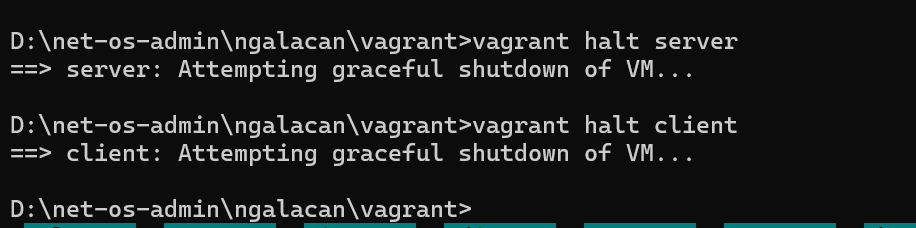 D:\net-os-admin\ngalacan\vagrant>vagrant halt server
==> server: Attempting graceful shutdown of VM...
D:\net-os-admin\ngalacan\vagrant>vagrant halt client
==> client: Attempting graceful shutdown of VM...
D:\net-os-admin\ngalacan\vagrant>